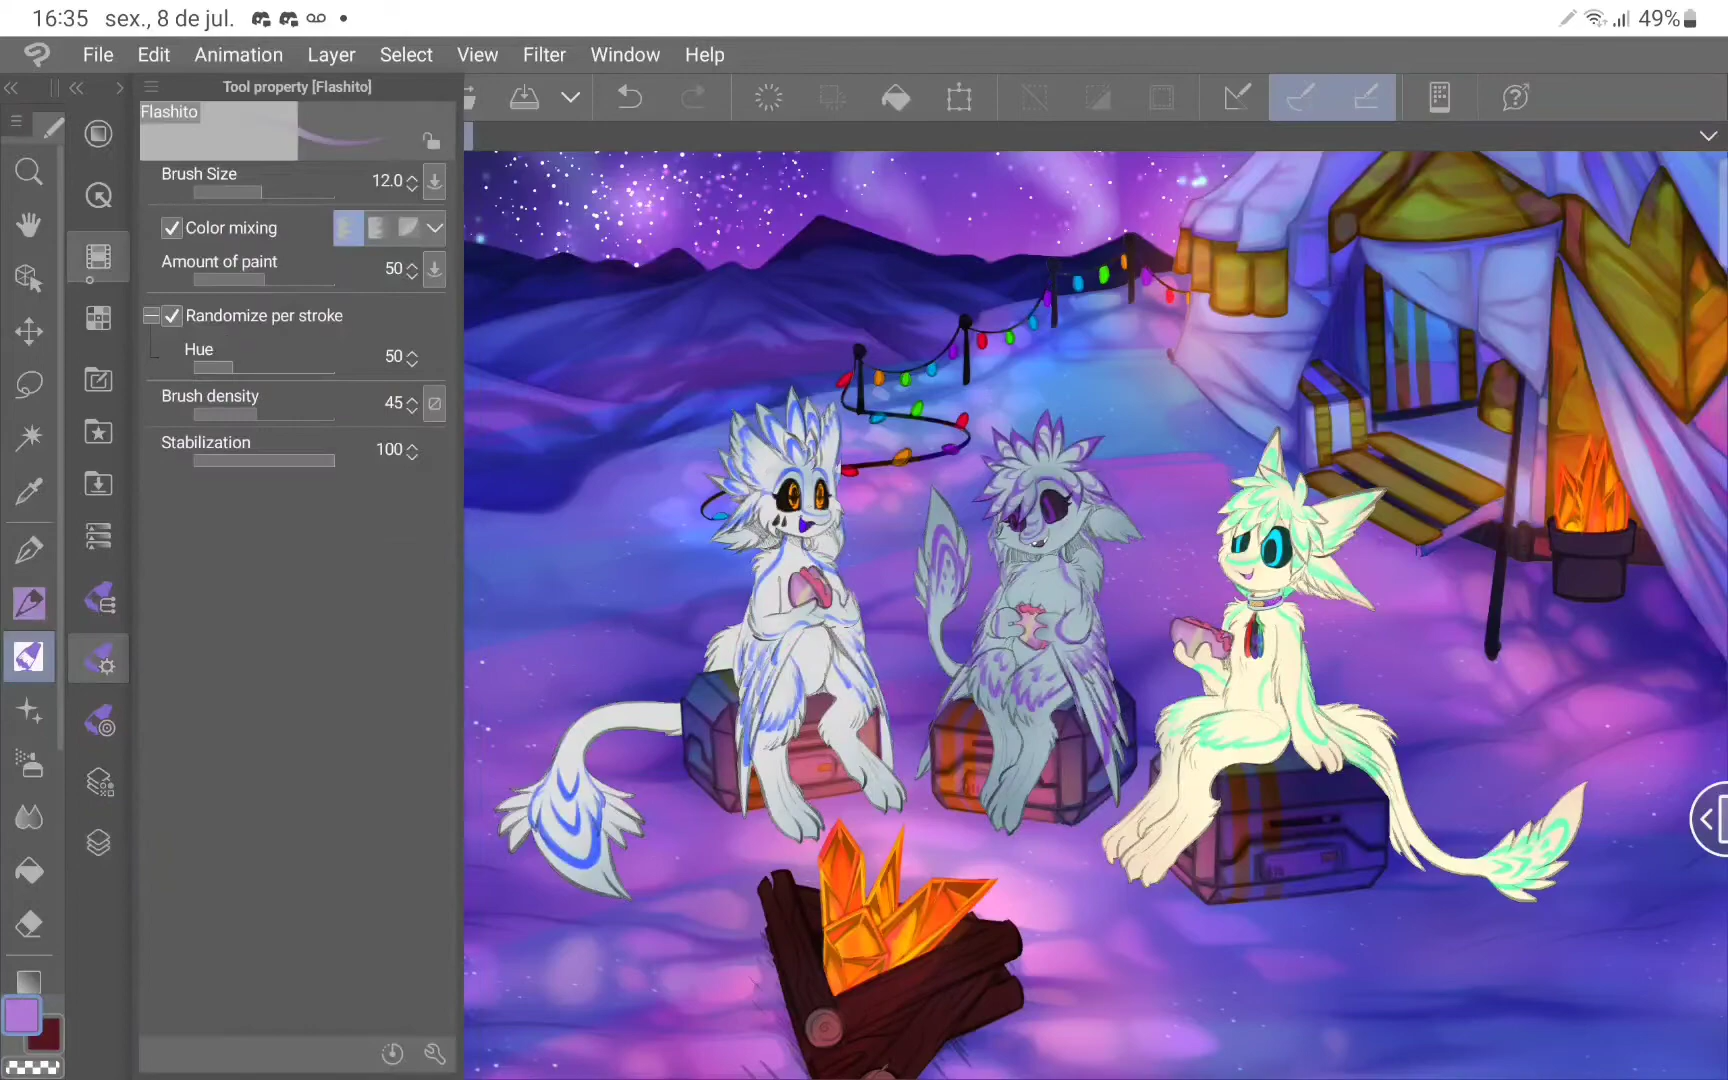 16:35 sex., 8 de jul. 49%
File Edit Animation Layer Select View Filter Window Help
Tool property [Flashito]
Flashito
Brush Size 12.0
Color mixing
Amount of paint 50
Randomize per stroke
Hue 50
Brush density 45
Stabilization 100